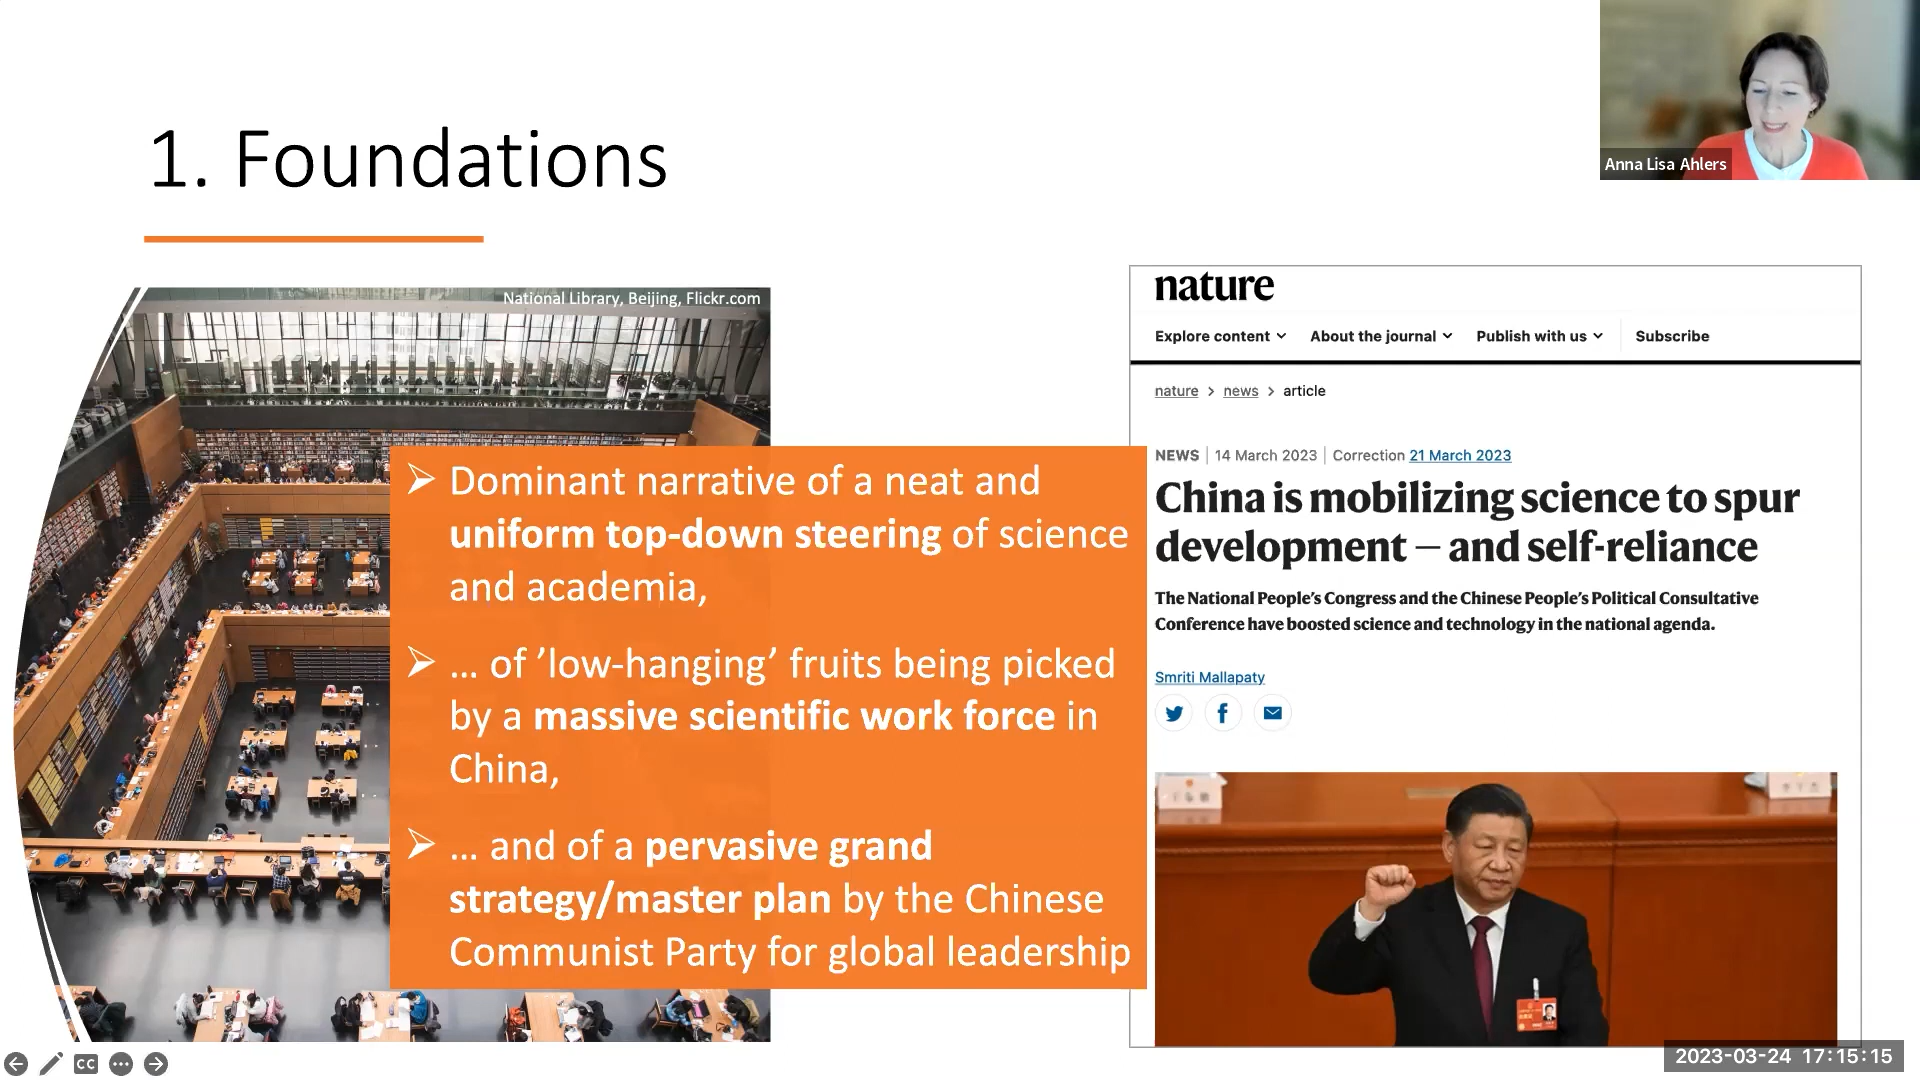 1. Foundations
Anna Lisa Ahlers
National Library, Beijing, Flickr.com
➢ Dominant narrative of a neat and
uniform top-down steering of science
and academia,
➢ … of ’low-hanging’ fruits being picked
by a massive scientific work force in
China,
➢ … and of a pervasive grand
strategy/master plan by the Chinese
Communist Party for global leadership
nature
Explore content About the journal Publish with us Subscribe
nature > news > article
NEWS | 14 March 2023 | Correction 21 March 2023
China is mobilizing science to spur
development — and self-reliance
The National People’s Congress and the Chinese People’s Political Consultative
Conference have boosted science and technology in the national agenda.
Smriti Mallapaty
CC
2023-03-24 17:15:15